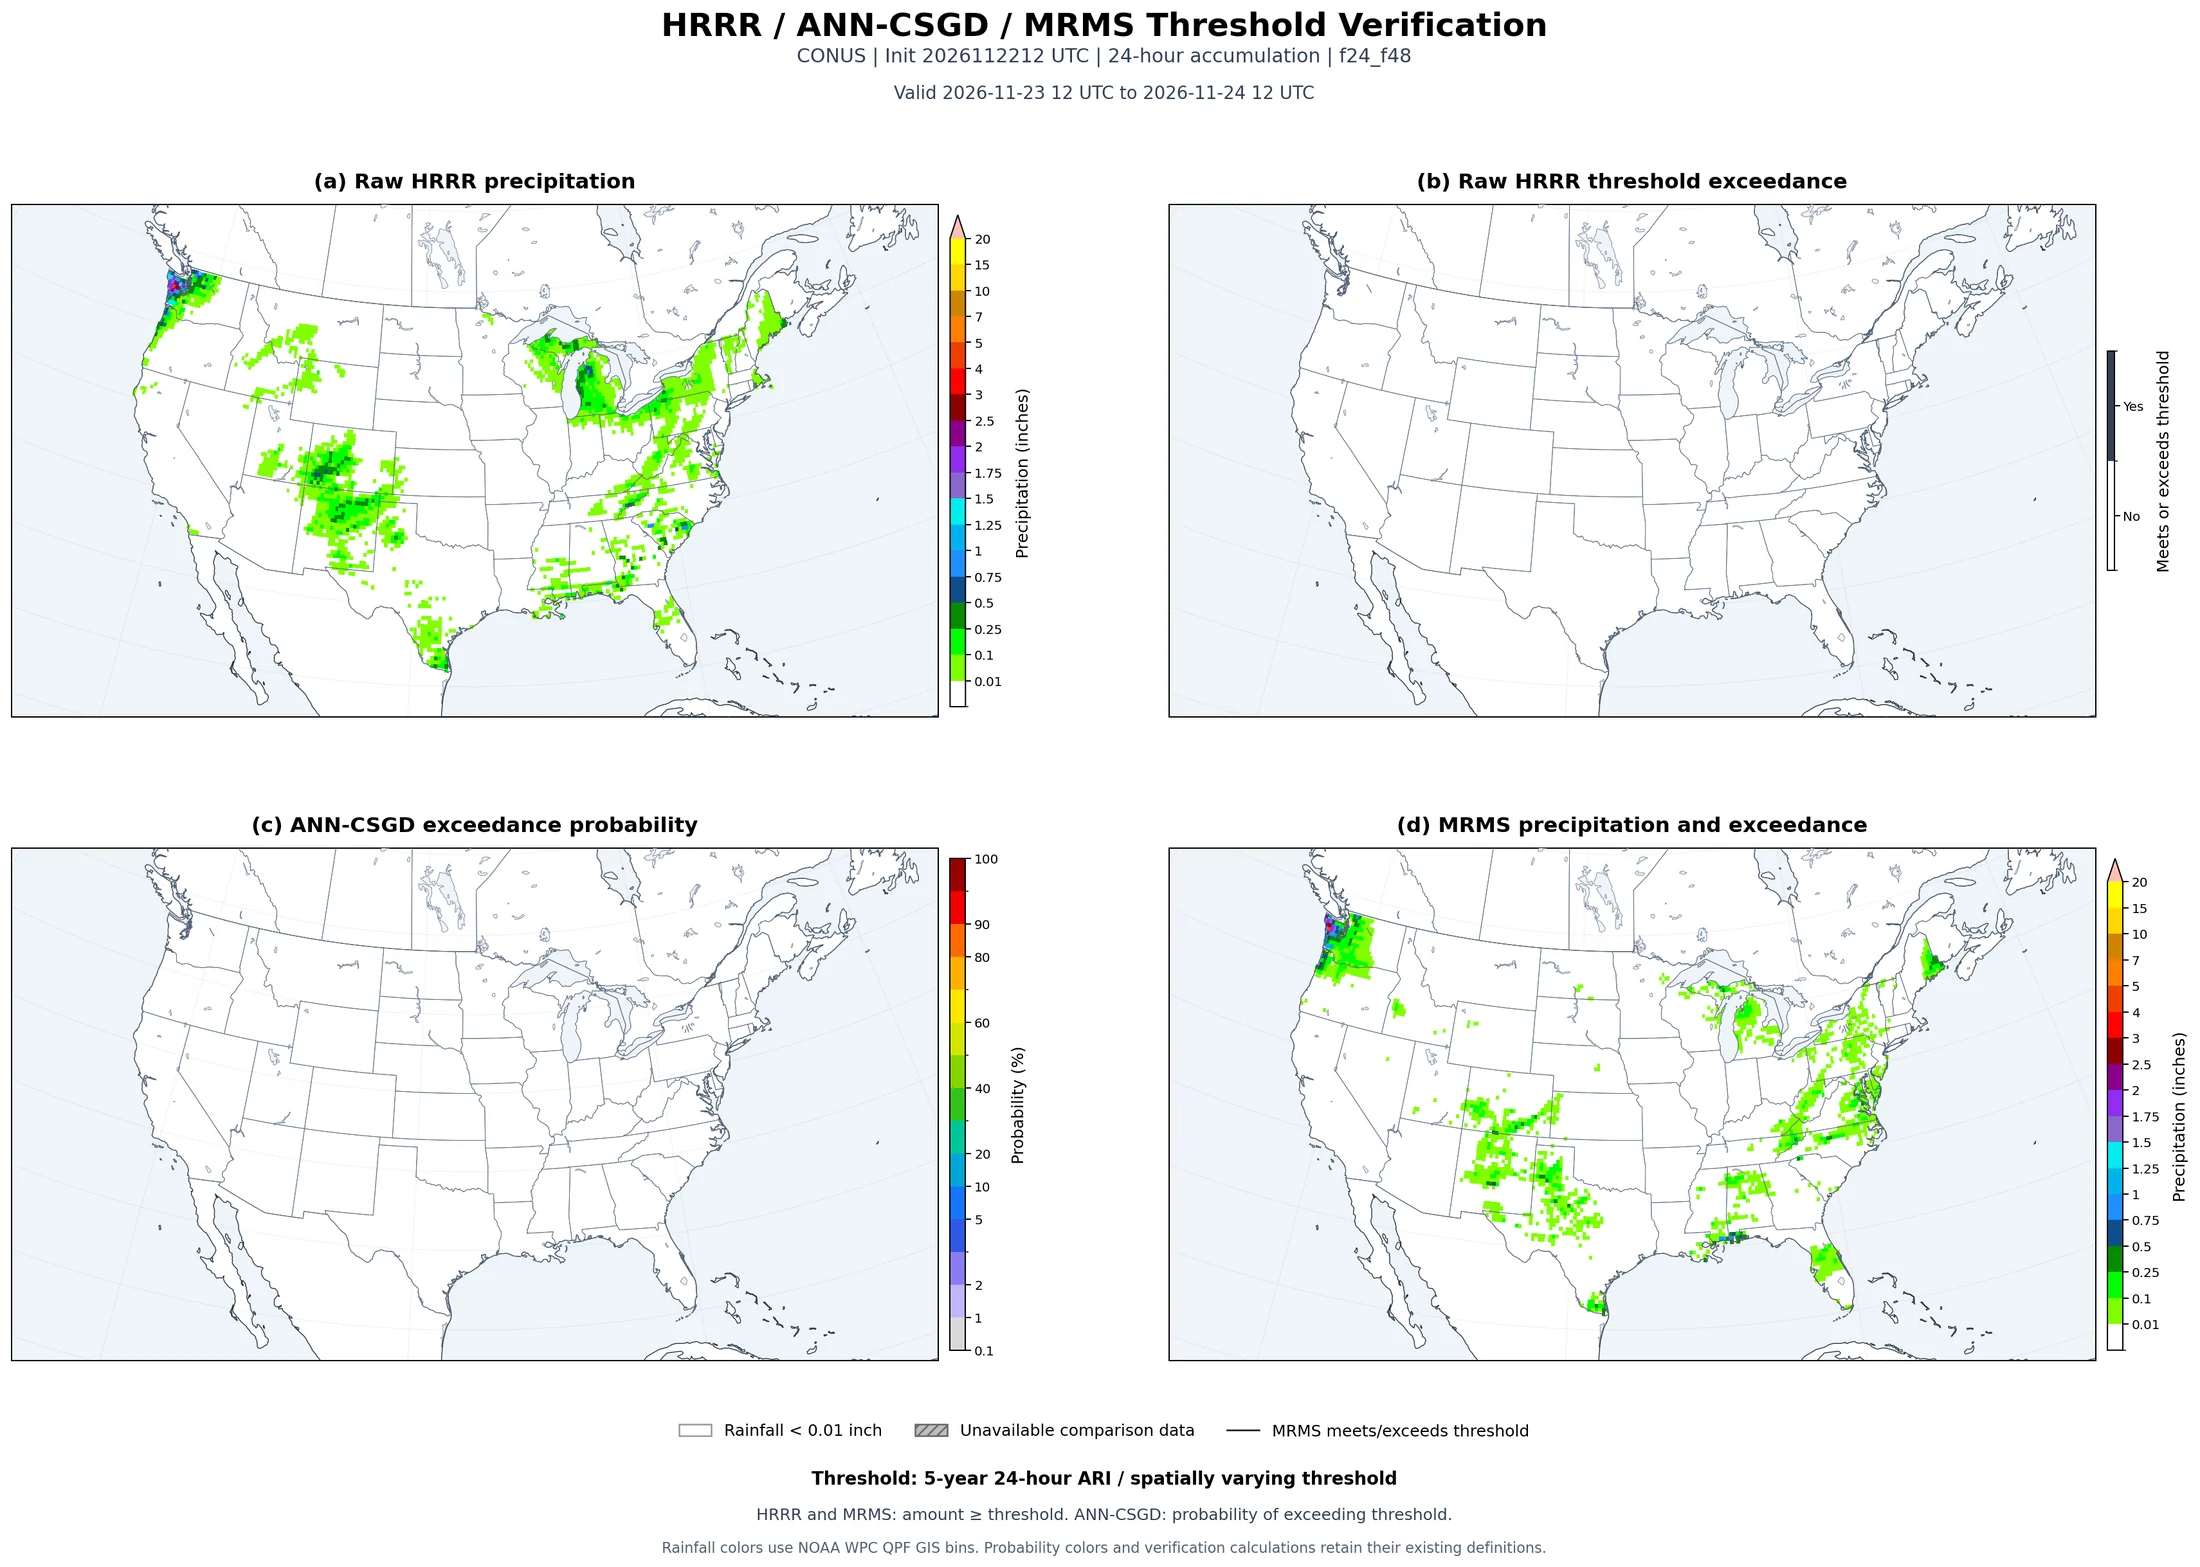 HRRR / ANN-CSGD / MRMS Threshold Verification
CONUS | Init 2026112212 UTC | 24-hour accumulation | f24_f48
Valid 2026-11-23 12 UTC to 2026-11-24 12 UTC
(a) Raw HRRR precipitation
20
15
10
7
5
4
3
2.5
2
1.75
1.5
1.25
1
0.75
0.5
0.25
0.1
0.01
Precipitation (inches)
(b) Raw HRRR threshold exceedance
Yes
No
Meets or exceeds threshold
(c) ANN-CSGD exceedance probability
100
90
80
60
40
20
10
5
2
1
0.1
Probability (%)
(d) MRMS precipitation and exceedance
20
15
10
7
5
4
3
2.5
2
1.75
1.5
1.25
1
0.75
0.5
0.25
0.1
0.01
Precipitation (inches)
Rainfall < 0.01 inch
Unavailable comparison data
MRMS meets/exceeds threshold
Threshold: 5-year 24-hour ARI / spatially varying threshold
HRRR and MRMS: amount ≥ threshold. ANN-CSGD: probability of exceeding threshold.
Rainfall colors use NOAA WPC QPF GIS bins. Probability colors and verification calculations retain their existing definitions.